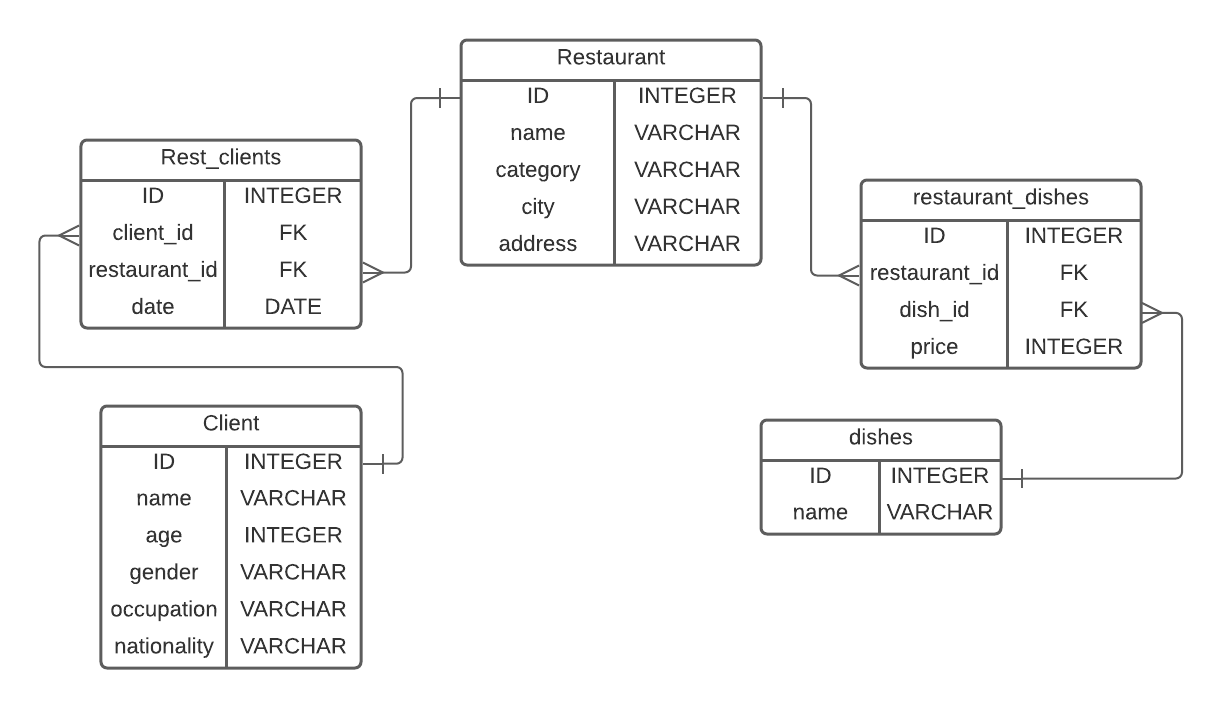 Restaurant
ID INTEGER
name VARCHAR
category VARCHAR
city VARCHAR
address VARCHAR
Rest_clients
ID INTEGER
client_id FK
restaurant_id FK
date DATE
restaurant_dishes
ID INTEGER
restaurant_id FK
dish_id FK
price INTEGER
Client
ID INTEGER
name VARCHAR
age INTEGER
gender VARCHAR
occupation VARCHAR
nationality VARCHAR
dishes
ID INTEGER
name VARCHAR